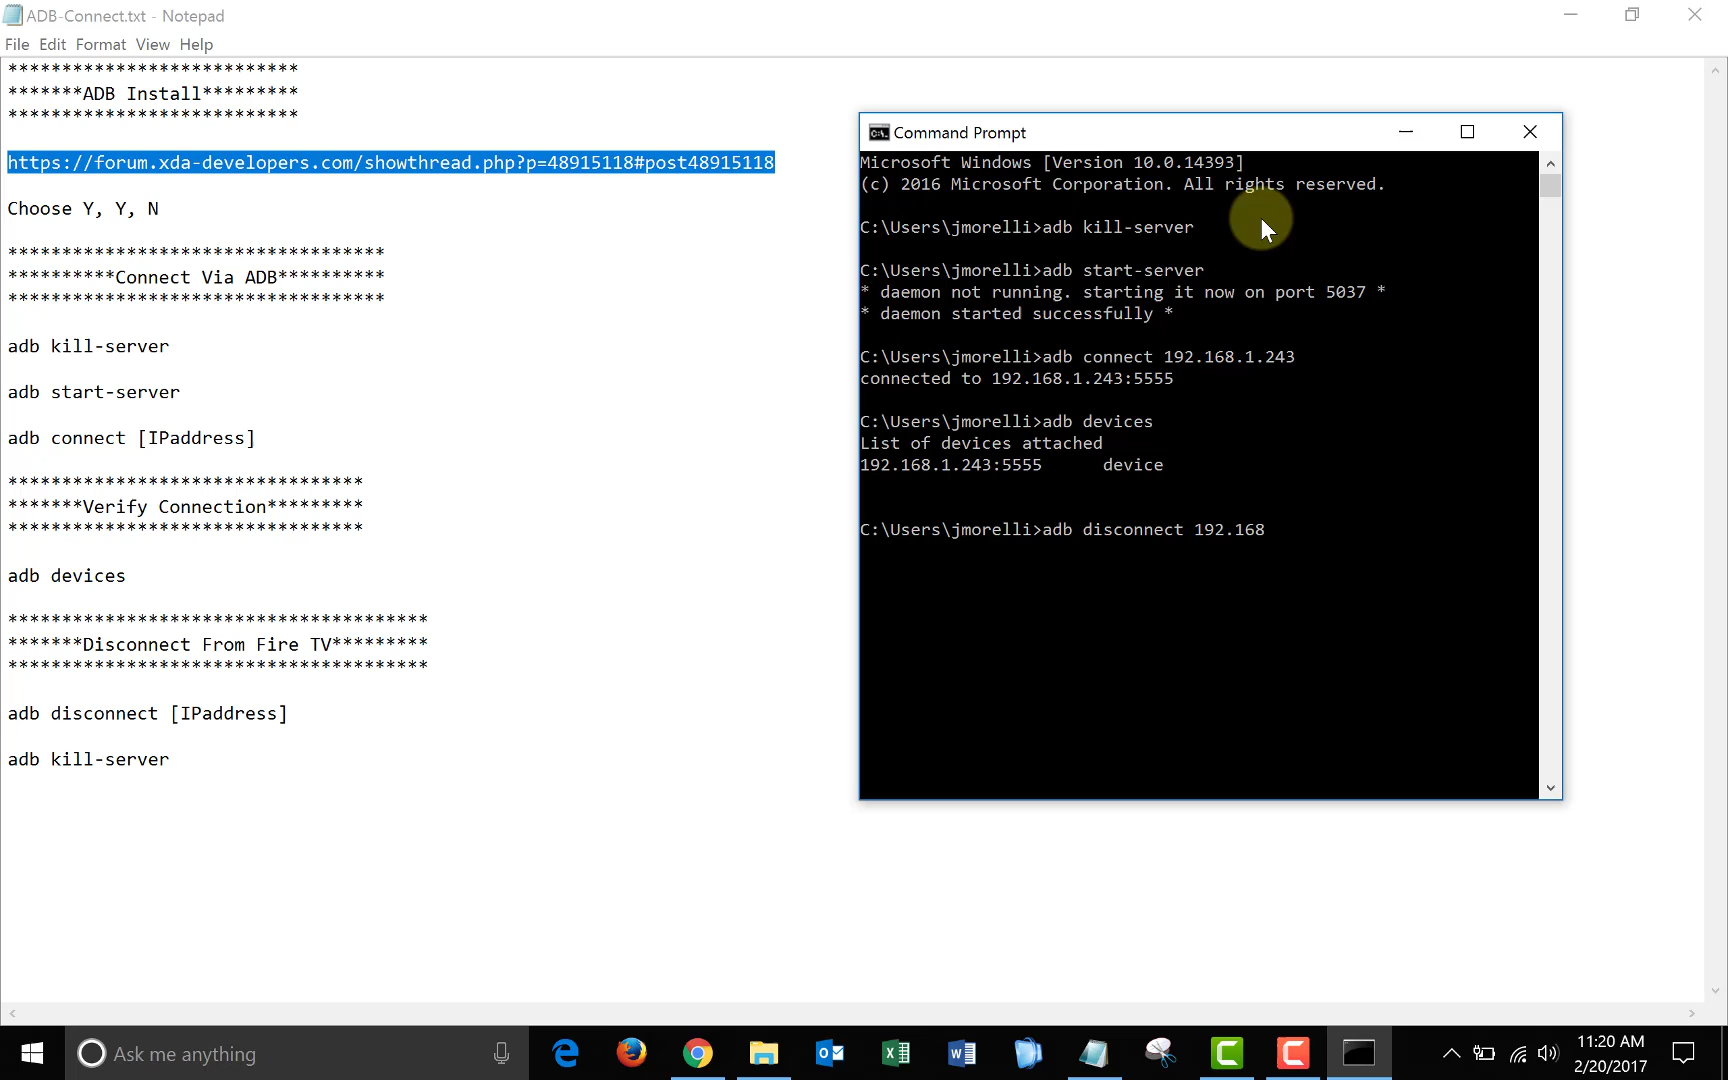 ADB-Connect.txt - Notepad
File Edit Format View Help
***************************
*******ADB Install*********
***************************
https://forum.xda-developers.com/showthread.php?p=48915118#post48915118
Choose Y, Y, N
***********************************
**********Connect Via ADB**********
***********************************
adb kill-server
adb start-server
adb connect [IPaddress]
*********************************
*******Verify Connection*********
*********************************
adb devices
***************************************
*******Disconnect From Fire TV*********
***************************************
adb disconnect [IPaddress]
adb kill-server
Command Prompt
Microsoft Windows [Version 10.0.14393]
(c) 2016 Microsoft Corporation. All rights reserved.
C:\Users\jmorelli>adb kill-server
C:\Users\jmorelli>adb start-server
* daemon not running. starting it now on port 5037 *
* daemon started successfully *
C:\Users\jmorelli>adb connect 192.168.1.243
connected to 192.168.1.243:5555
C:\Users\jmorelli>adb devices
List of devices attached
192.168.1.243:5555      device
C:\Users\jmorelli>adb disconnect 192.168
Ask me anything
11:20 AM
2/20/2017